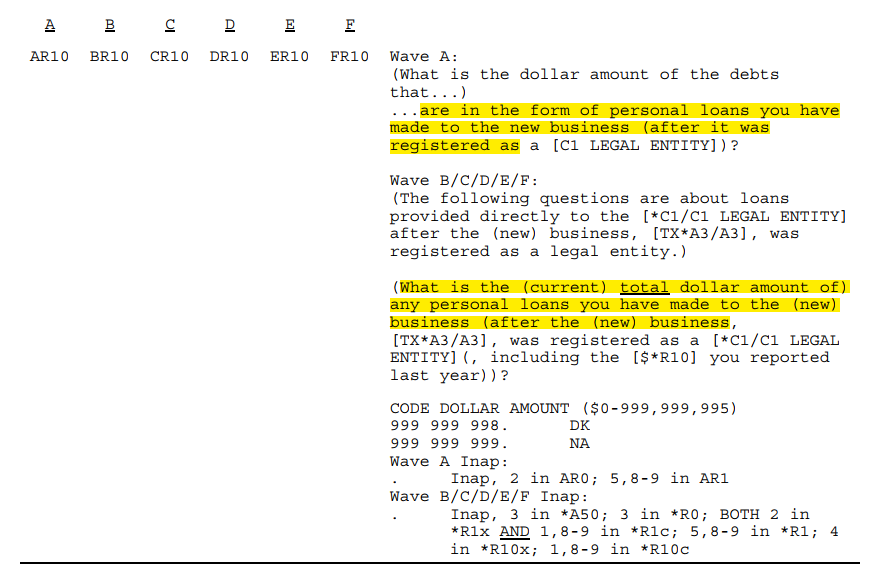 A B C D E F
AR10 BR10 CR10 DR10 ER10 FR10 Wave A:
(What is the dollar amount of the debts
that...)
...are in the form of personal loans you have
made to the new business (after it was
registered as a [C1 LEGAL ENTITY])?
Wave B/C/D/E/F:
(The following questions are about loans
provided directly to the [*C1/C1 LEGAL ENTITY]
after the (new) business, [TX*A3/A3], was
registered as a legal entity.)
(What is the (current) total dollar amount of)
any personal loans you have made to the (new)
business (after the (new) business,
[TX*A3/A3], was registered as a [*C1/C1 LEGAL
ENTITY](, including the [$*R10] you reported
last year))?
CODE DOLLAR AMOUNT ($0-999,999,995)
999 999 998. DK
999 999 999. NA
Wave A Inap:
. Inap, 2 in AR0; 5,8-9 in AR1
Wave B/C/D/E/F Inap:
. Inap, 3 in *A50; 3 in *R0; BOTH 2 in
*R1x AND 1,8-9 in *R1c; 5,8-9 in *R1; 4
in *R10x; 1,8-9 in *R10c